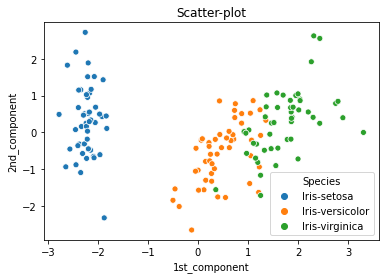 Scatter-plot
2nd_component
2
1
0
−1
−2
Species
Iris-setosa
Iris-versicolor
Iris-virginica
−3 −2 −1 0 1 2 3
1st_component